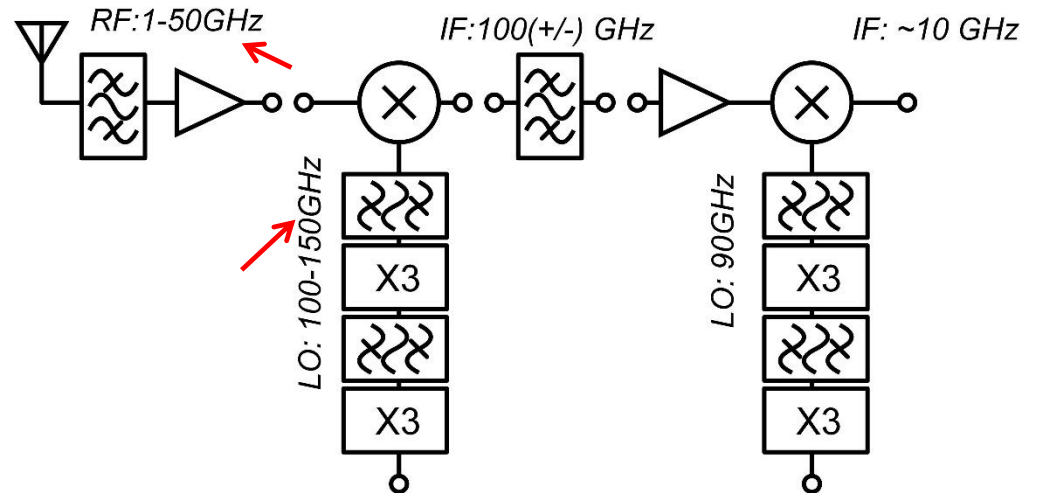 RF:1-50GHz
IF:100(+/-) GHz
IF: ~10 GHz
LO: 100-150GHz
X3
X3
LO: 90GHz
X3
X3